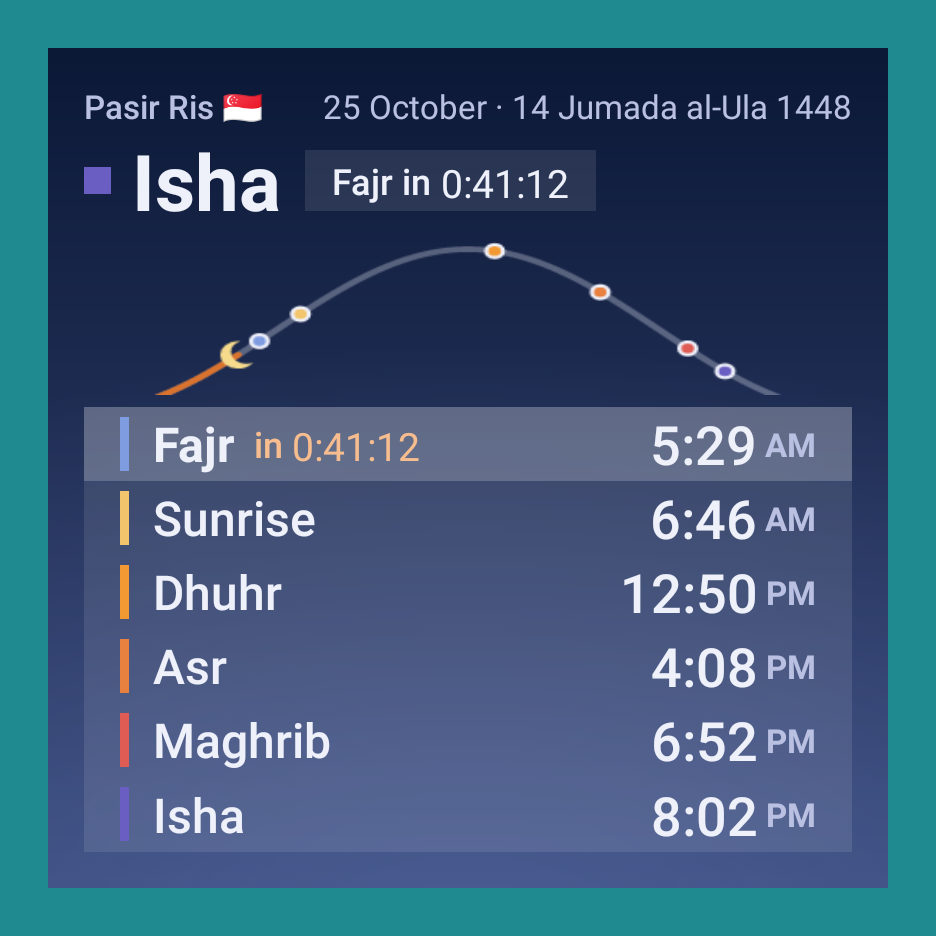 Pasir Ris 🇸🇬 25 October · 14 Jumada al-Ula 1448
Isha Fajr in 0:41:12
Fajr in 0:41:12 5:29 AM
Sunrise 6:46 AM
Dhuhr 12:50 PM
Asr 4:08 PM
Maghrib 6:52 PM
Isha 8:02 PM